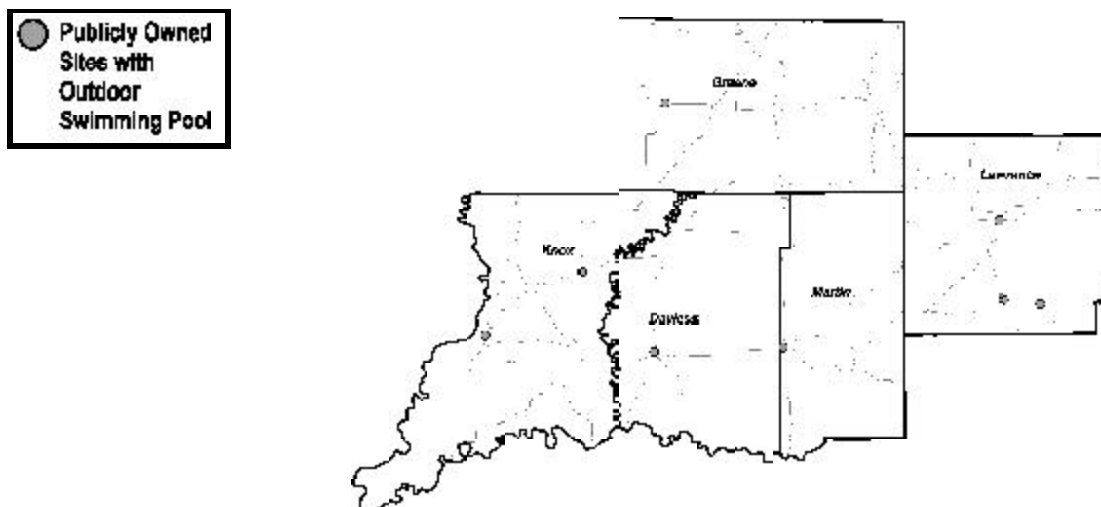 Publicly Owned
Sites with
Outdoor
Swimming Pool
Greene
Lawrence
Knox
Martin
Daviess